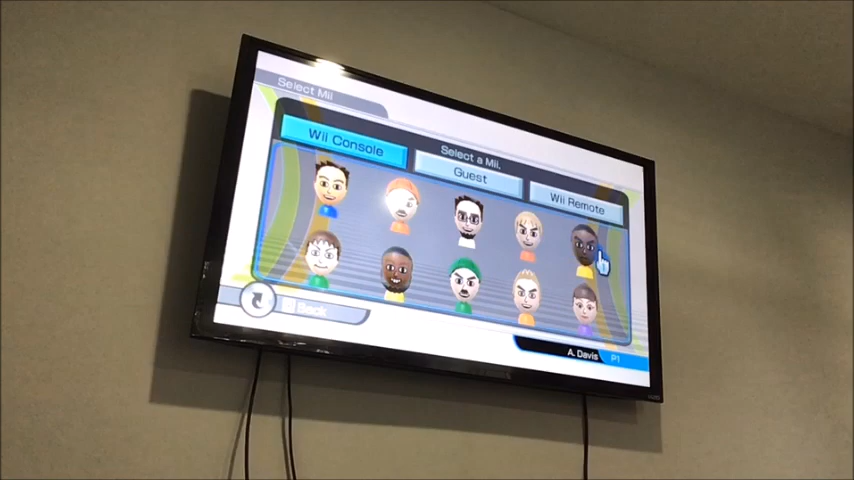 Select Mii
Wii Console
Select a Mii.
Guest
Wii Remote
Back
A. Davis
P1